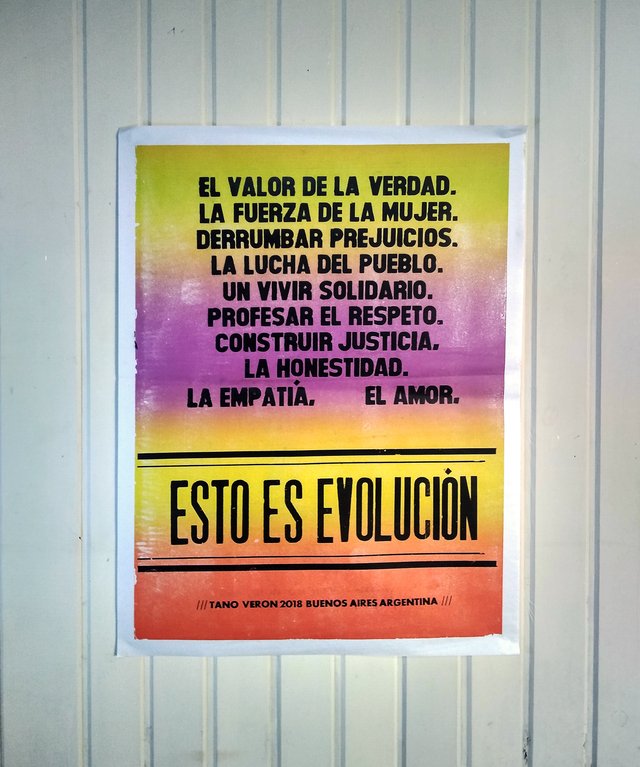 EL VALOR DE LA VERDAD.
LA FUERZA DE LA MUJER.
DERRUMBAR PREJUICIOS.
LA LUCHA DEL PUEBLO.
UN VIVIR SOLIDARIO.
PROFESAR EL RESPETO.
CONSTRUIR JUSTICIA.
LA HONESTIDAD.
LA EMPATIÁ. EL AMOR.
ESTO ES EVOLUCIÓN
/// TANO VERON 2018 BUENOS AIRES ARGENTINA ///